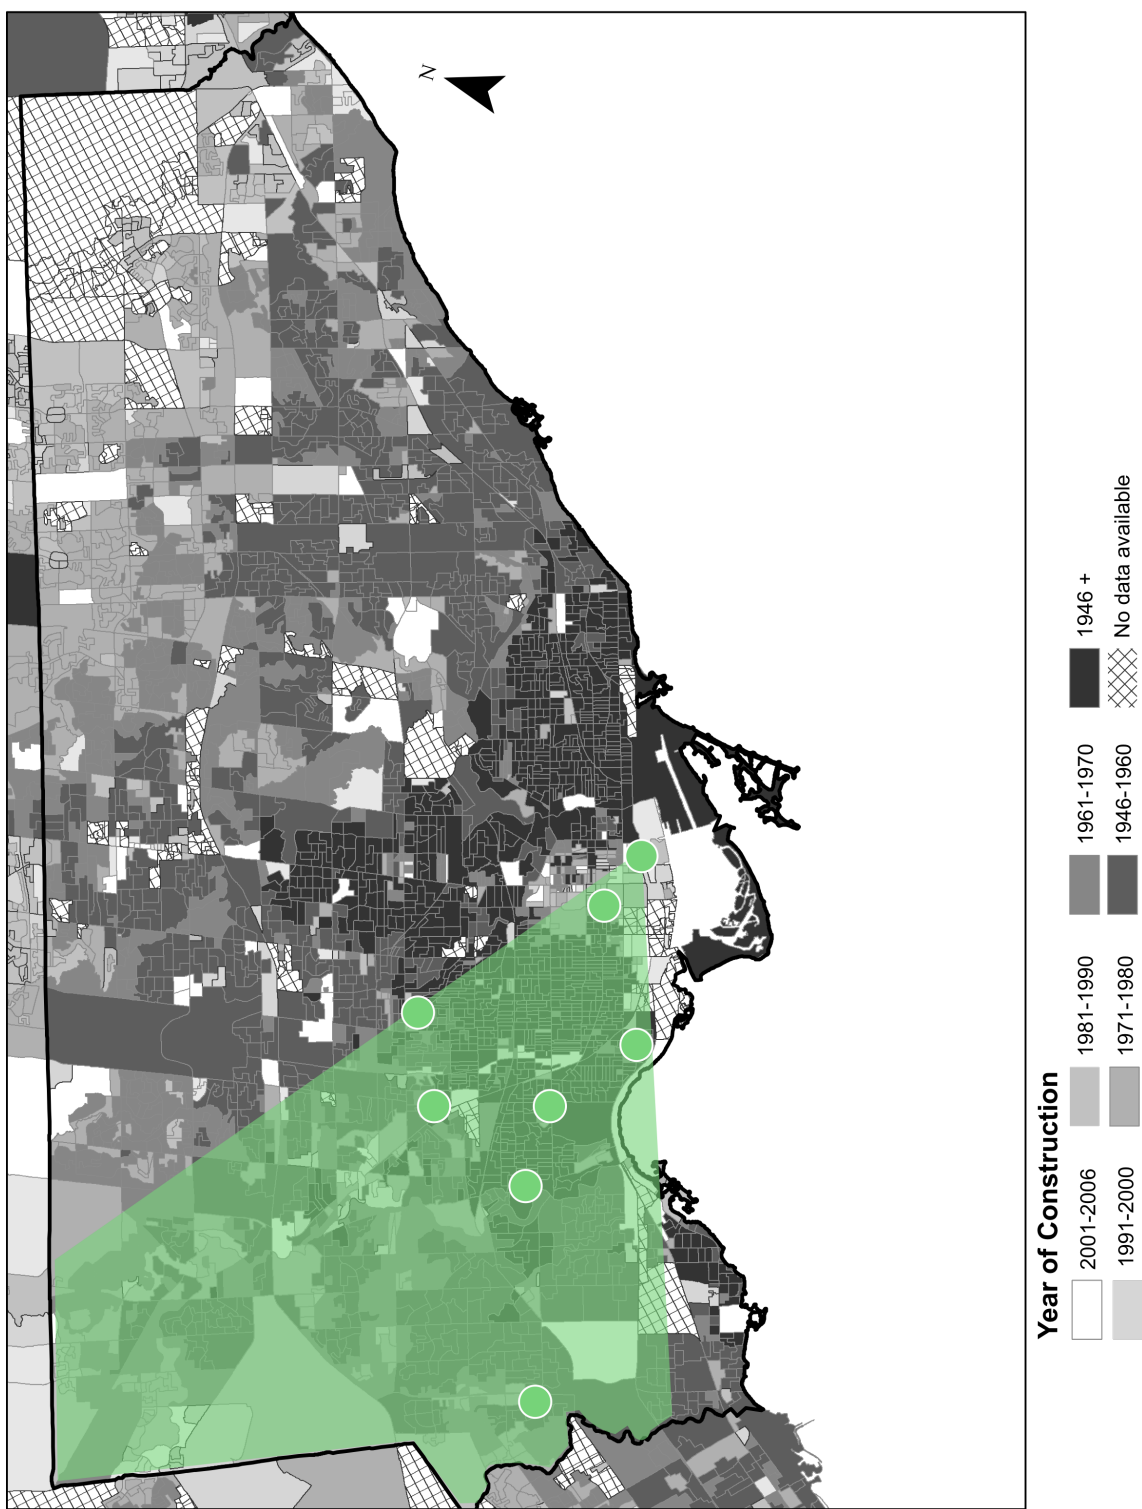 N
Year of Construction
2001-2006
1981-1990
1961-1970
1946 +
1991-2000
1971-1980
1946-1960
No data available